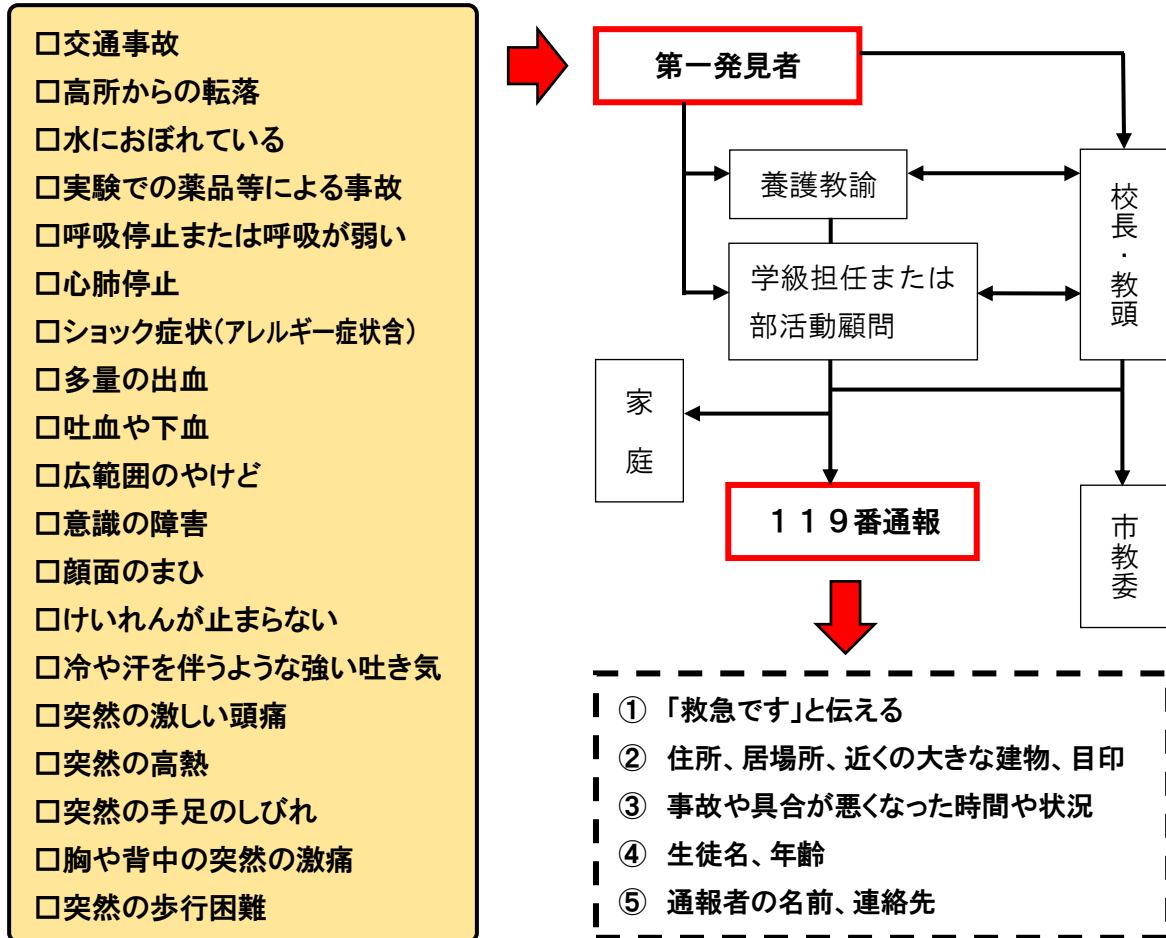 □交通事故
□高所からの転落
□水におぼれている
□実験での薬品等による事故
□呼吸停止または呼吸が弱い
□心肺停止
□ショック症状(アレルギー症状含)
□多量の出血
□吐血や下血
□広範囲のやけど
□意識の障害
□顔面のまひ
□けいれんが止まらない
□冷や汗を伴うような強い吐き気
□突然の激しい頭痛
□突然の高熱
□突然の手足のしびれ
□胸や背中の突然の激痛
□突然の歩行困難
第一発見者
養護教諭
学級担任または
部活動顧問
校長・教頭
家庭
119番通報
市教委
① 「救急です」と伝える
② 住所、居場所、近くの大きな建物、目印
③ 事故や具合が悪くなった時間や状況
④ 生徒名、年齢
⑤ 通報者の名前、連絡先